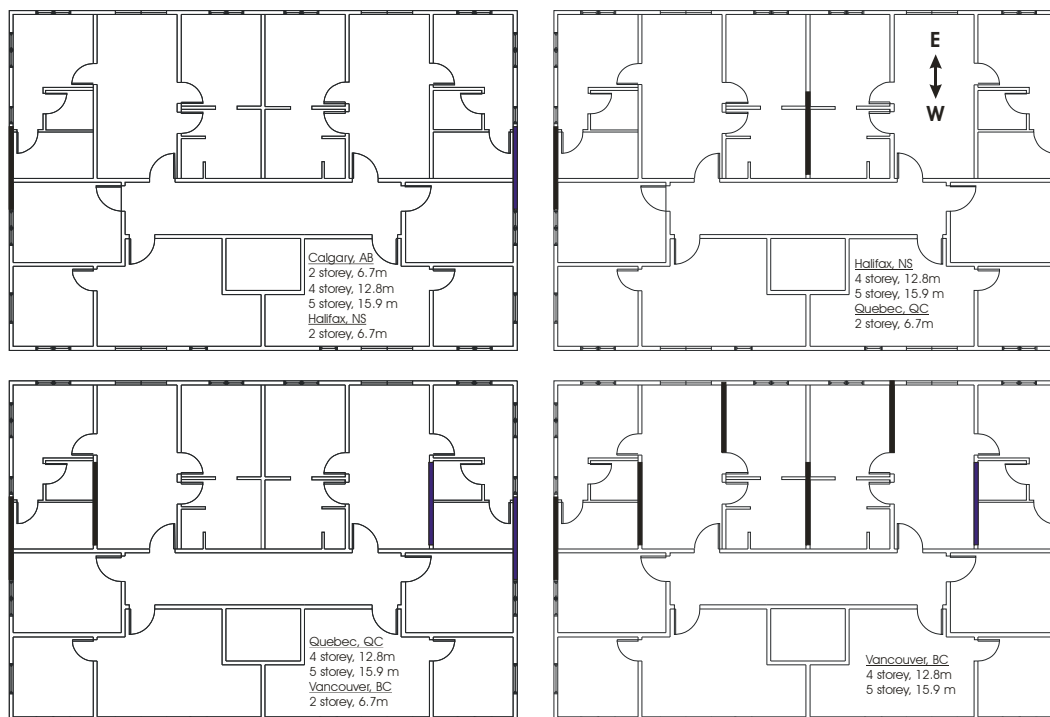 Calgary, AB
2 storey, 6.7m
4 storey, 12.8m
5 storey, 15.9 m
Halifax, NS
2 storey, 6.7m
E
W
Halifax, NS
4 storey, 12.8m
5 storey, 15.9 m
Quebec, QC
2 storey, 6.7m
Quebec, QC
4 storey, 12.8m
5 storey, 15.9m
Vancouver, BC
2 storey, 6.7m
Vancouver, BC
4 storey, 12.8m
5 storey, 15.9 m